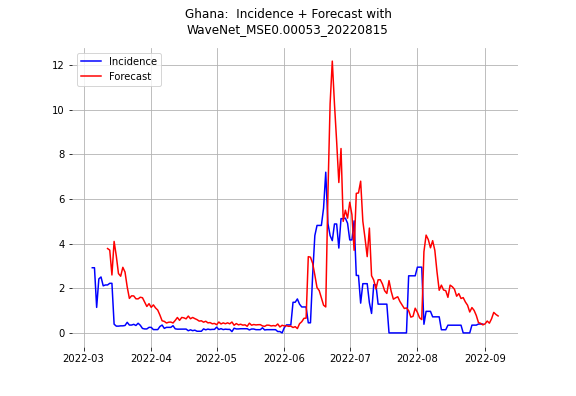 Ghana:  Incidence + Forecast with
WaveNet_MSE0.00053_20220815
Incidence
Forecast
12
10
8
6
4
2
0
2022-03 2022-04 2022-05 2022-06 2022-07 2022-08 2022-09